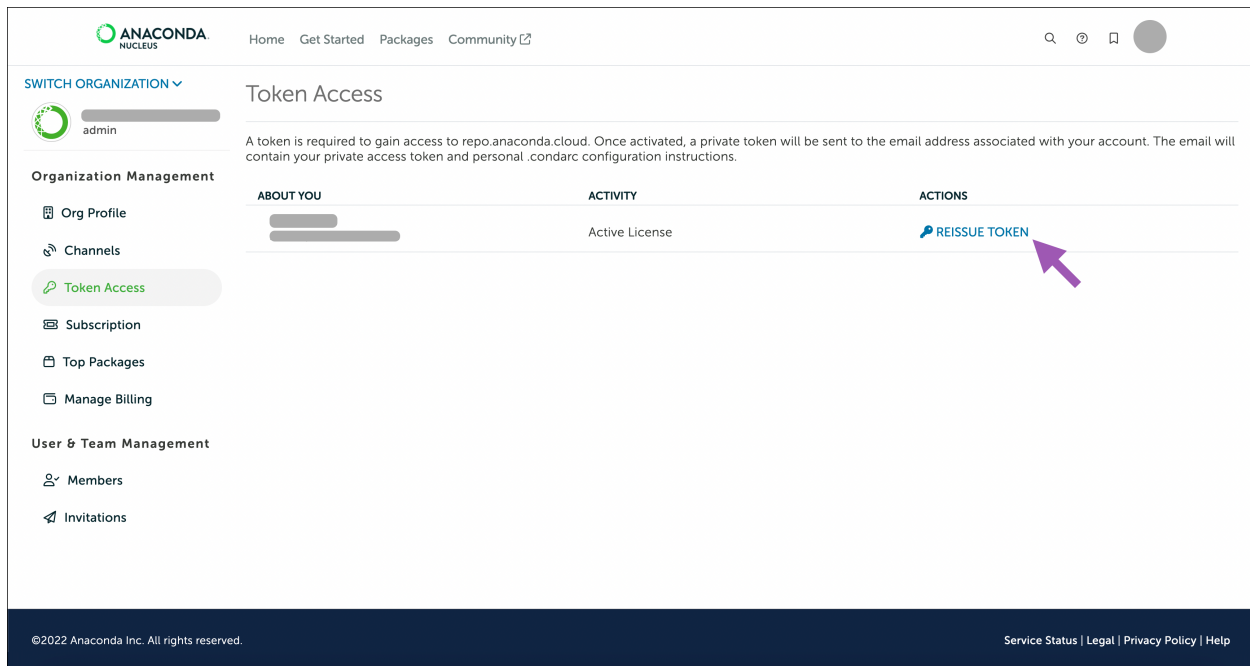 ANACONDA.
NUCLEUS
Home Get Started Packages Community
SWITCH ORGANIZATION
admin
Organization Management
Org Profile
Channels
Token Access
Subscription
Top Packages
Manage Billing
User & Team Management
Members
Invitations
Token Access
A token is required to gain access to repo.anaconda.cloud. Once activated, a private token will be sent to the email address associated with your account. The email will
contain your private access token and personal .condarc configuration instructions.
ABOUT YOU ACTIVITY ACTIONS
Active License REISSUE TOKEN
©2022 Anaconda Inc. All rights reserved.
Service Status | Legal | Privacy Policy | Help